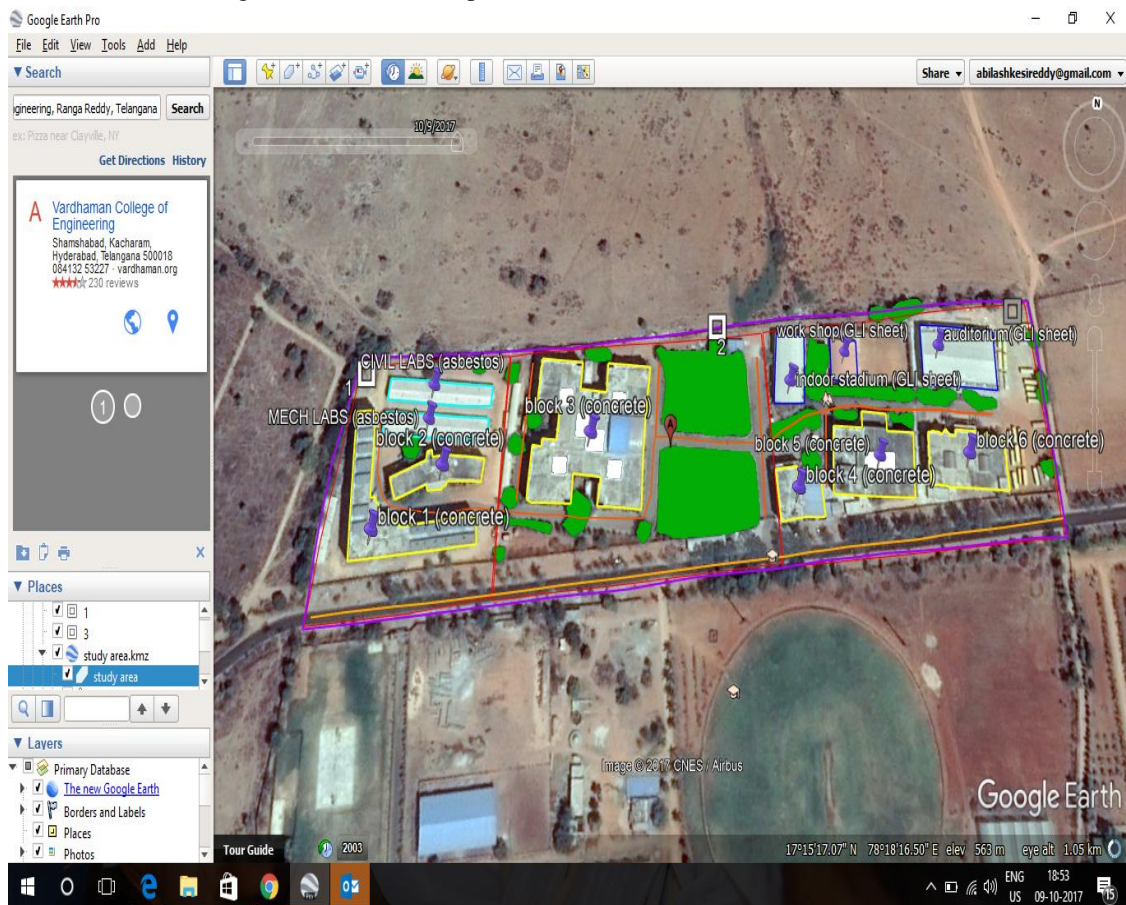 Google Earth Pro
File Edit View Tools Add Help
Search
gineering, Ranga Reddy, Telangana Search
ex: Pizza near Clayville, NY
Get Directions History
A Vardhaman College of
Engineering
Shamshabad, Kacharam,
Hyderabad, Telangana 500018
084132 53227 · vardhaman.org
230 reviews
1
Places
1
3
study area.kmz
study area
Layers
Primary Database
The new Google Earth
Borders and Labels
Places
Photos
Share abilashkesireddy@gmail.com
10/9/2017
N
work shop(GLI sheet)
auditorium(GLI sheet)
2
CIVIL LABS (asbestos)
1
indoor stadium (GLI sheet)
MECH LABS (asbestos)
block 3 (concrete)
block 2 (concrete)
A
block 5 (concrete)
block 6 (concrete)
block 4 (concrete)
block 1 (concrete)
Image © 2017 CNES / Airbus
Google Earth
Tour Guide 2003 17°15'17.07" N 78°18'16.50" E elev 563 m eye alt 1.05 km
ENG 18:53
US 09-10-2017
15